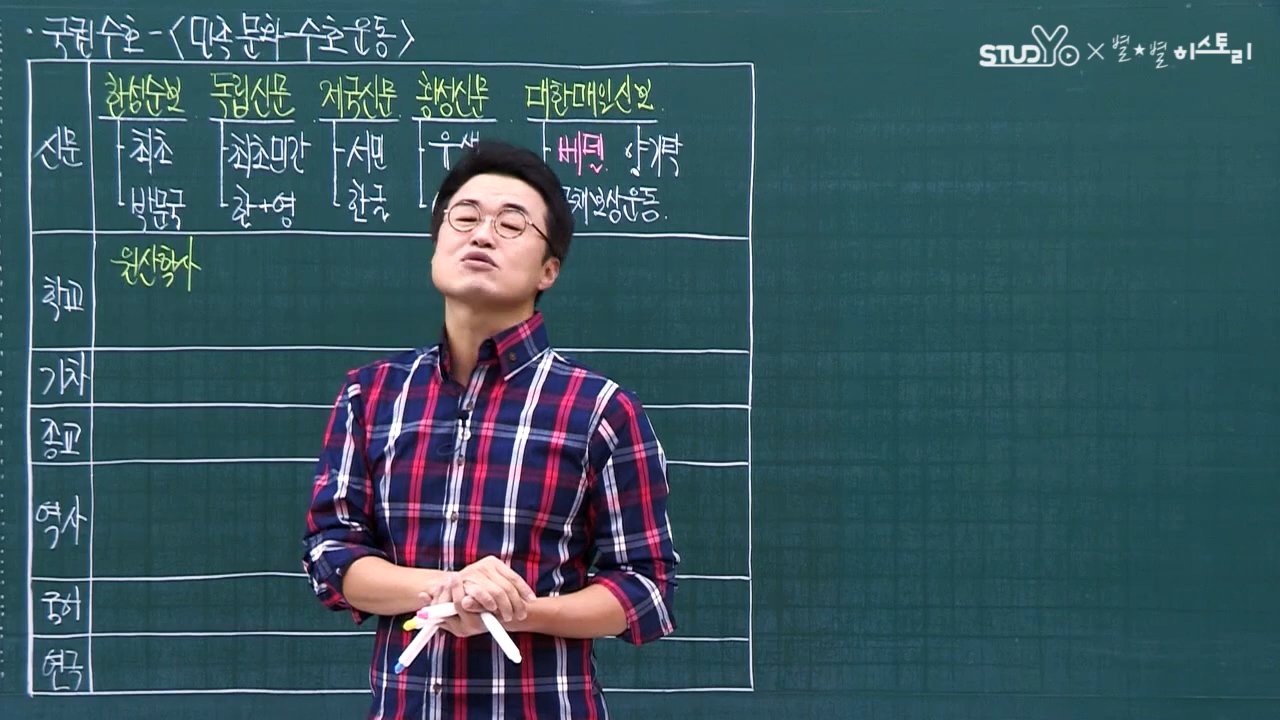 · 국권수호 - <민족문화수호운동>
STUDYo × 별★별 히스토리
신문
한성순보 독립신문 제국신문 황성신문 대한매일신보
최초 최초민간 서민 유생 베델 양기탁
박문국 한+영 한글 국채보상운동
학교
원산학사
기차
종교
역사
국어
연극